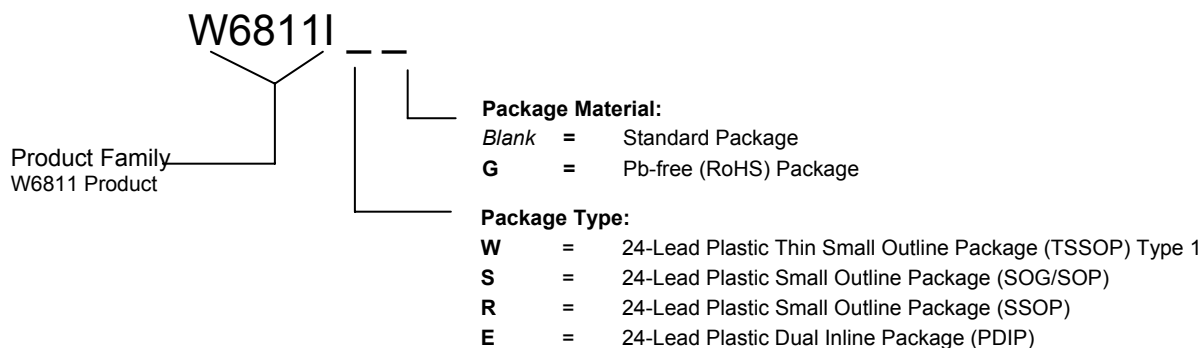 W6811I _ _
Product Family
W6811 Product
Package Material:
Blank = Standard Package
G = Pb-free (RoHS) Package
Package Type:
W = 24-Lead Plastic Thin Small Outline Package (TSSOP) Type 1
S = 24-Lead Plastic Small Outline Package (SOG/SOP)
R = 24-Lead Plastic Small Outline Package (SSOP)
E = 24-Lead Plastic Dual Inline Package (PDIP)